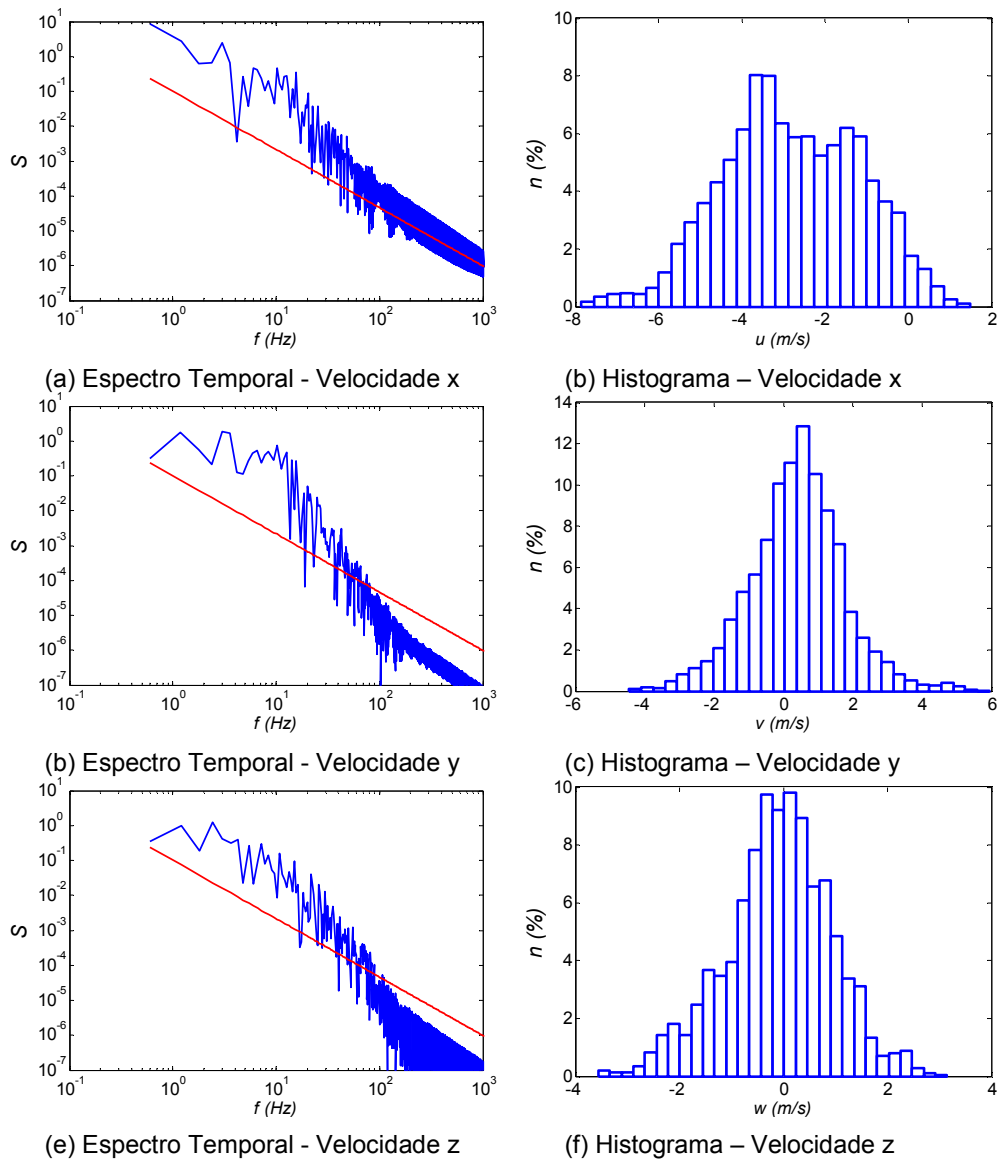 10^1
10^0
10^-1
10^-2
10^-3
10^-4
10^-5
10^-6
10^-7
S
10^-1 10^0 10^1 10^2 10^3
f (Hz)
10
8
6
4
2
0
n (%)
-8 -6 -4 -2 0 2
u (m/s)
(a) Espectro Temporal - Velocidade x
(b) Histograma – Velocidade x
10^1
10^0
10^-1
10^-2
10^-3
10^-4
10^-5
10^-6
10^-7
S
10^-1 10^0 10^1 10^2 10^3
f (Hz)
14
12
10
8
6
4
2
0
n (%)
-6 -4 -2 0 2 4 6
v (m/s)
(b) Espectro Temporal - Velocidade y
(c) Histograma – Velocidade y
10^1
10^0
10^-1
10^-2
10^-3
10^-4
10^-5
10^-6
10^-7
S
10^-1 10^0 10^1 10^2 10^3
f (Hz)
10
8
6
4
2
0
n (%)
-4 -2 0 2 4
w (m/s)
(e) Espectro Temporal - Velocidade z
(f) Histograma – Velocidade z